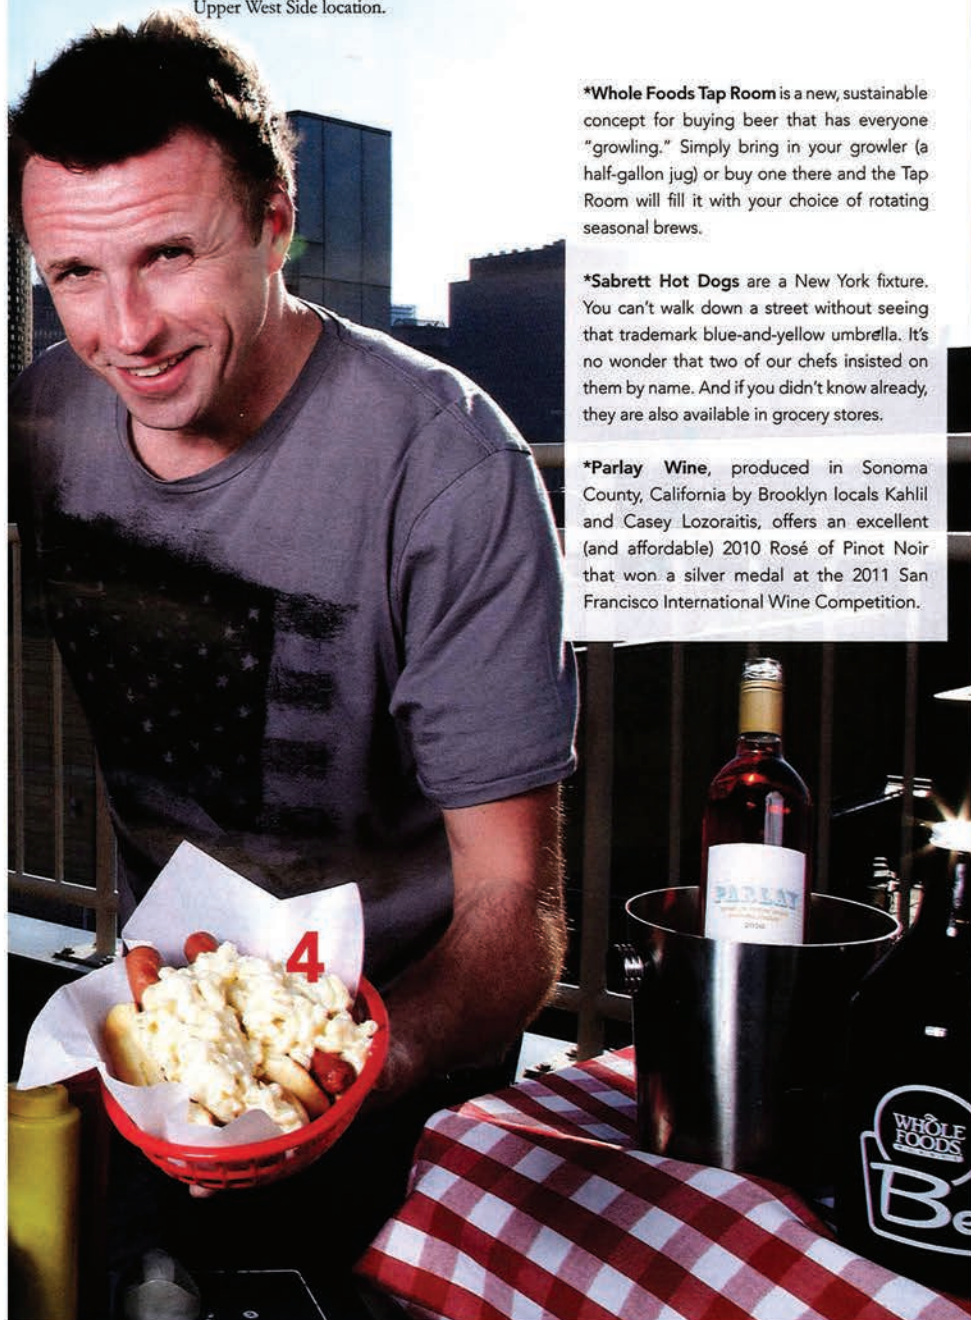 Upper West Side location.
*Whole Foods Tap Room is a new, sustainable
concept for buying beer that has everyone
"growling." Simply bring in your growler (a
half-gallon jug) or buy one there and the Tap
Room will fill it with your choice of rotating
seasonal brews.
*Sabrett Hot Dogs are a New York fixture.
You can't walk down a street without seeing
that trademark blue-and-yellow umbrella. It's
no wonder that two of our chefs insisted on
them by name. And if you didn't know already,
they are also available in grocery stores.
*Parlay Wine, produced in Sonoma
County, California by Brooklyn locals Kahlil
and Casey Lozoraitis, offers an excellent
(and affordable) 2010 Rosé of Pinot Noir
that won a silver medal at the 2011 San
Francisco International Wine Competition.
PARLAY
2010
4
WHOLE
FOODS
Be